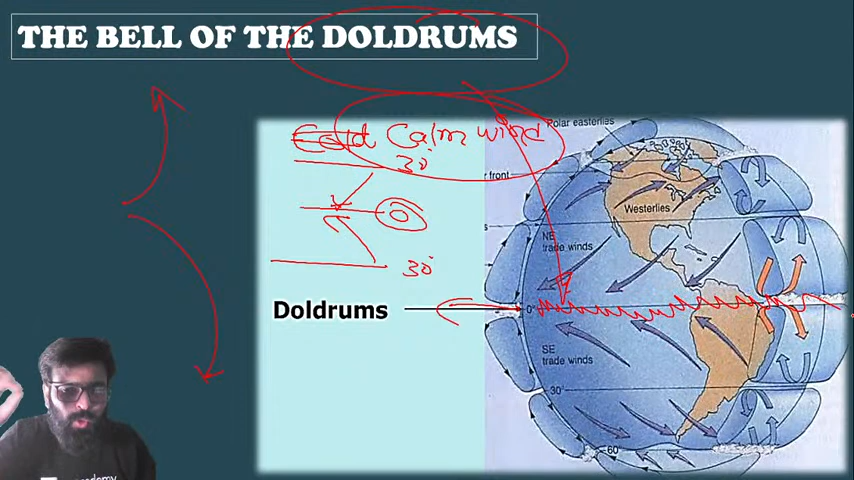 THE BELL OF THE DOLDRUMS
Calm wind
30°
30°
Doldrums
Polar easterlies
front
Westerlies
NE
trade winds
0°
SE
trade winds
30°
60°